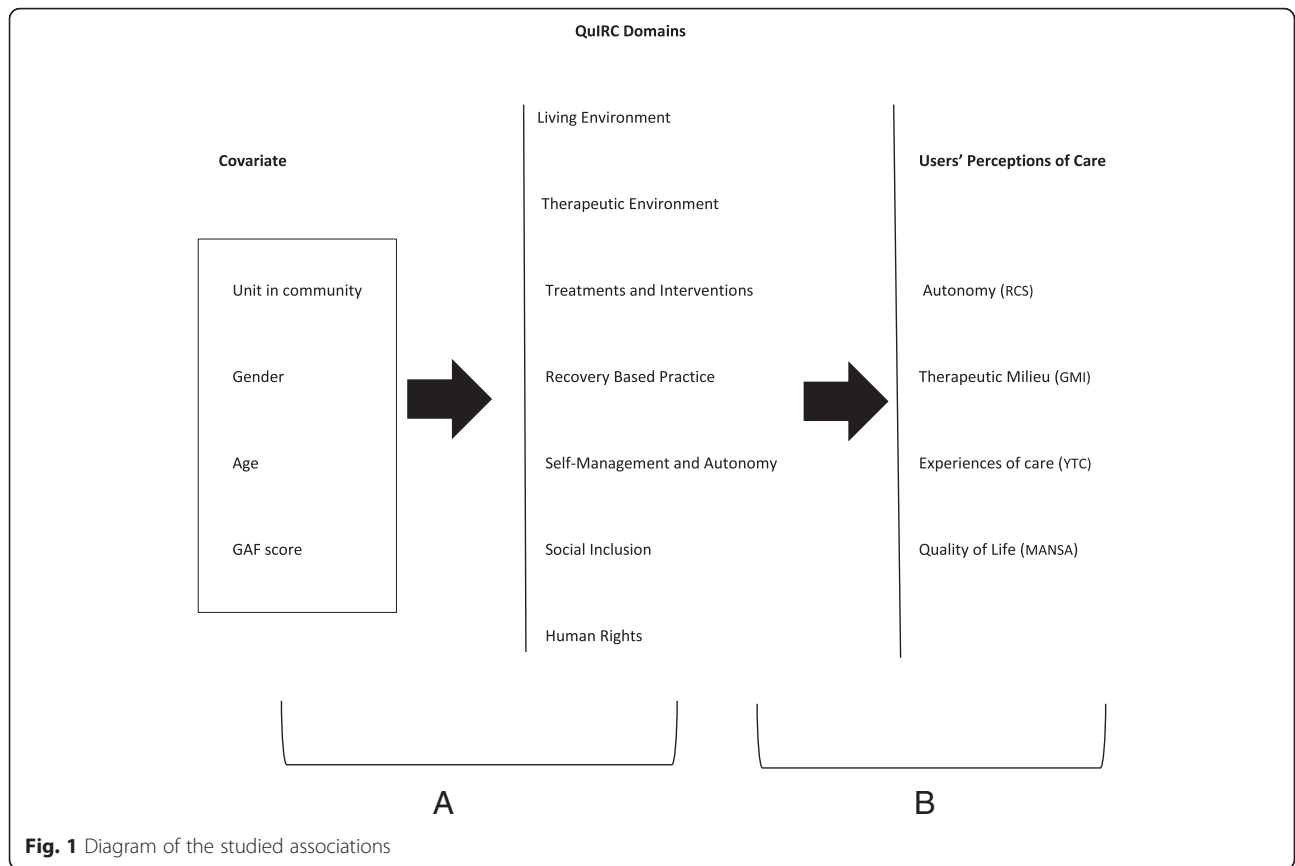 QuIRC Domains
Covariate
Unit in community
Gender
Age
GAF score
Living Environment
Therapeutic Environment
Treatments and Interventions
Recovery Based Practice
Self-Management and Autonomy
Social Inclusion
Human Rights
Users' Perceptions of Care
Autonomy (RCS)
Therapeutic Milieu (GMI)
Experiences of care (YTC)
Quality of Life (MANSA)
A
B
Fig. 1 Diagram of the studied associations